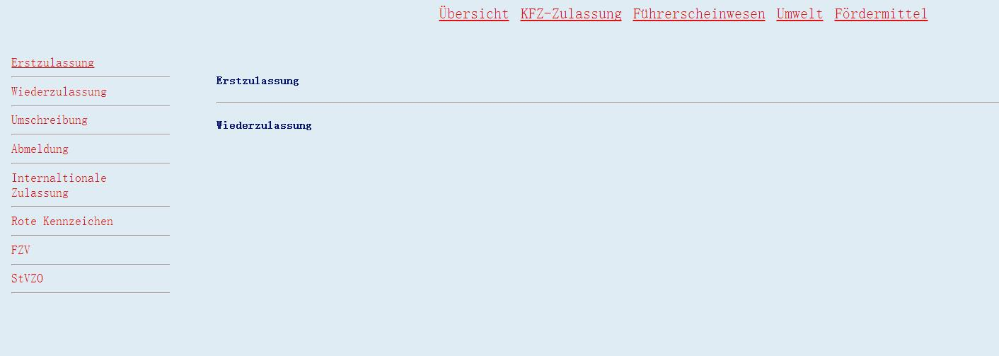 Übersicht KFZ-Zulassung Führerscheinwesen Umwelt Fördermittel
Erstzulassung
Wiederzulassung
Umschreibung
Abmeldung
Internaltionale
Zulassung
Rote Kennzeichen
FZV
StVZO
Erstzulassung
Wiederzulassung